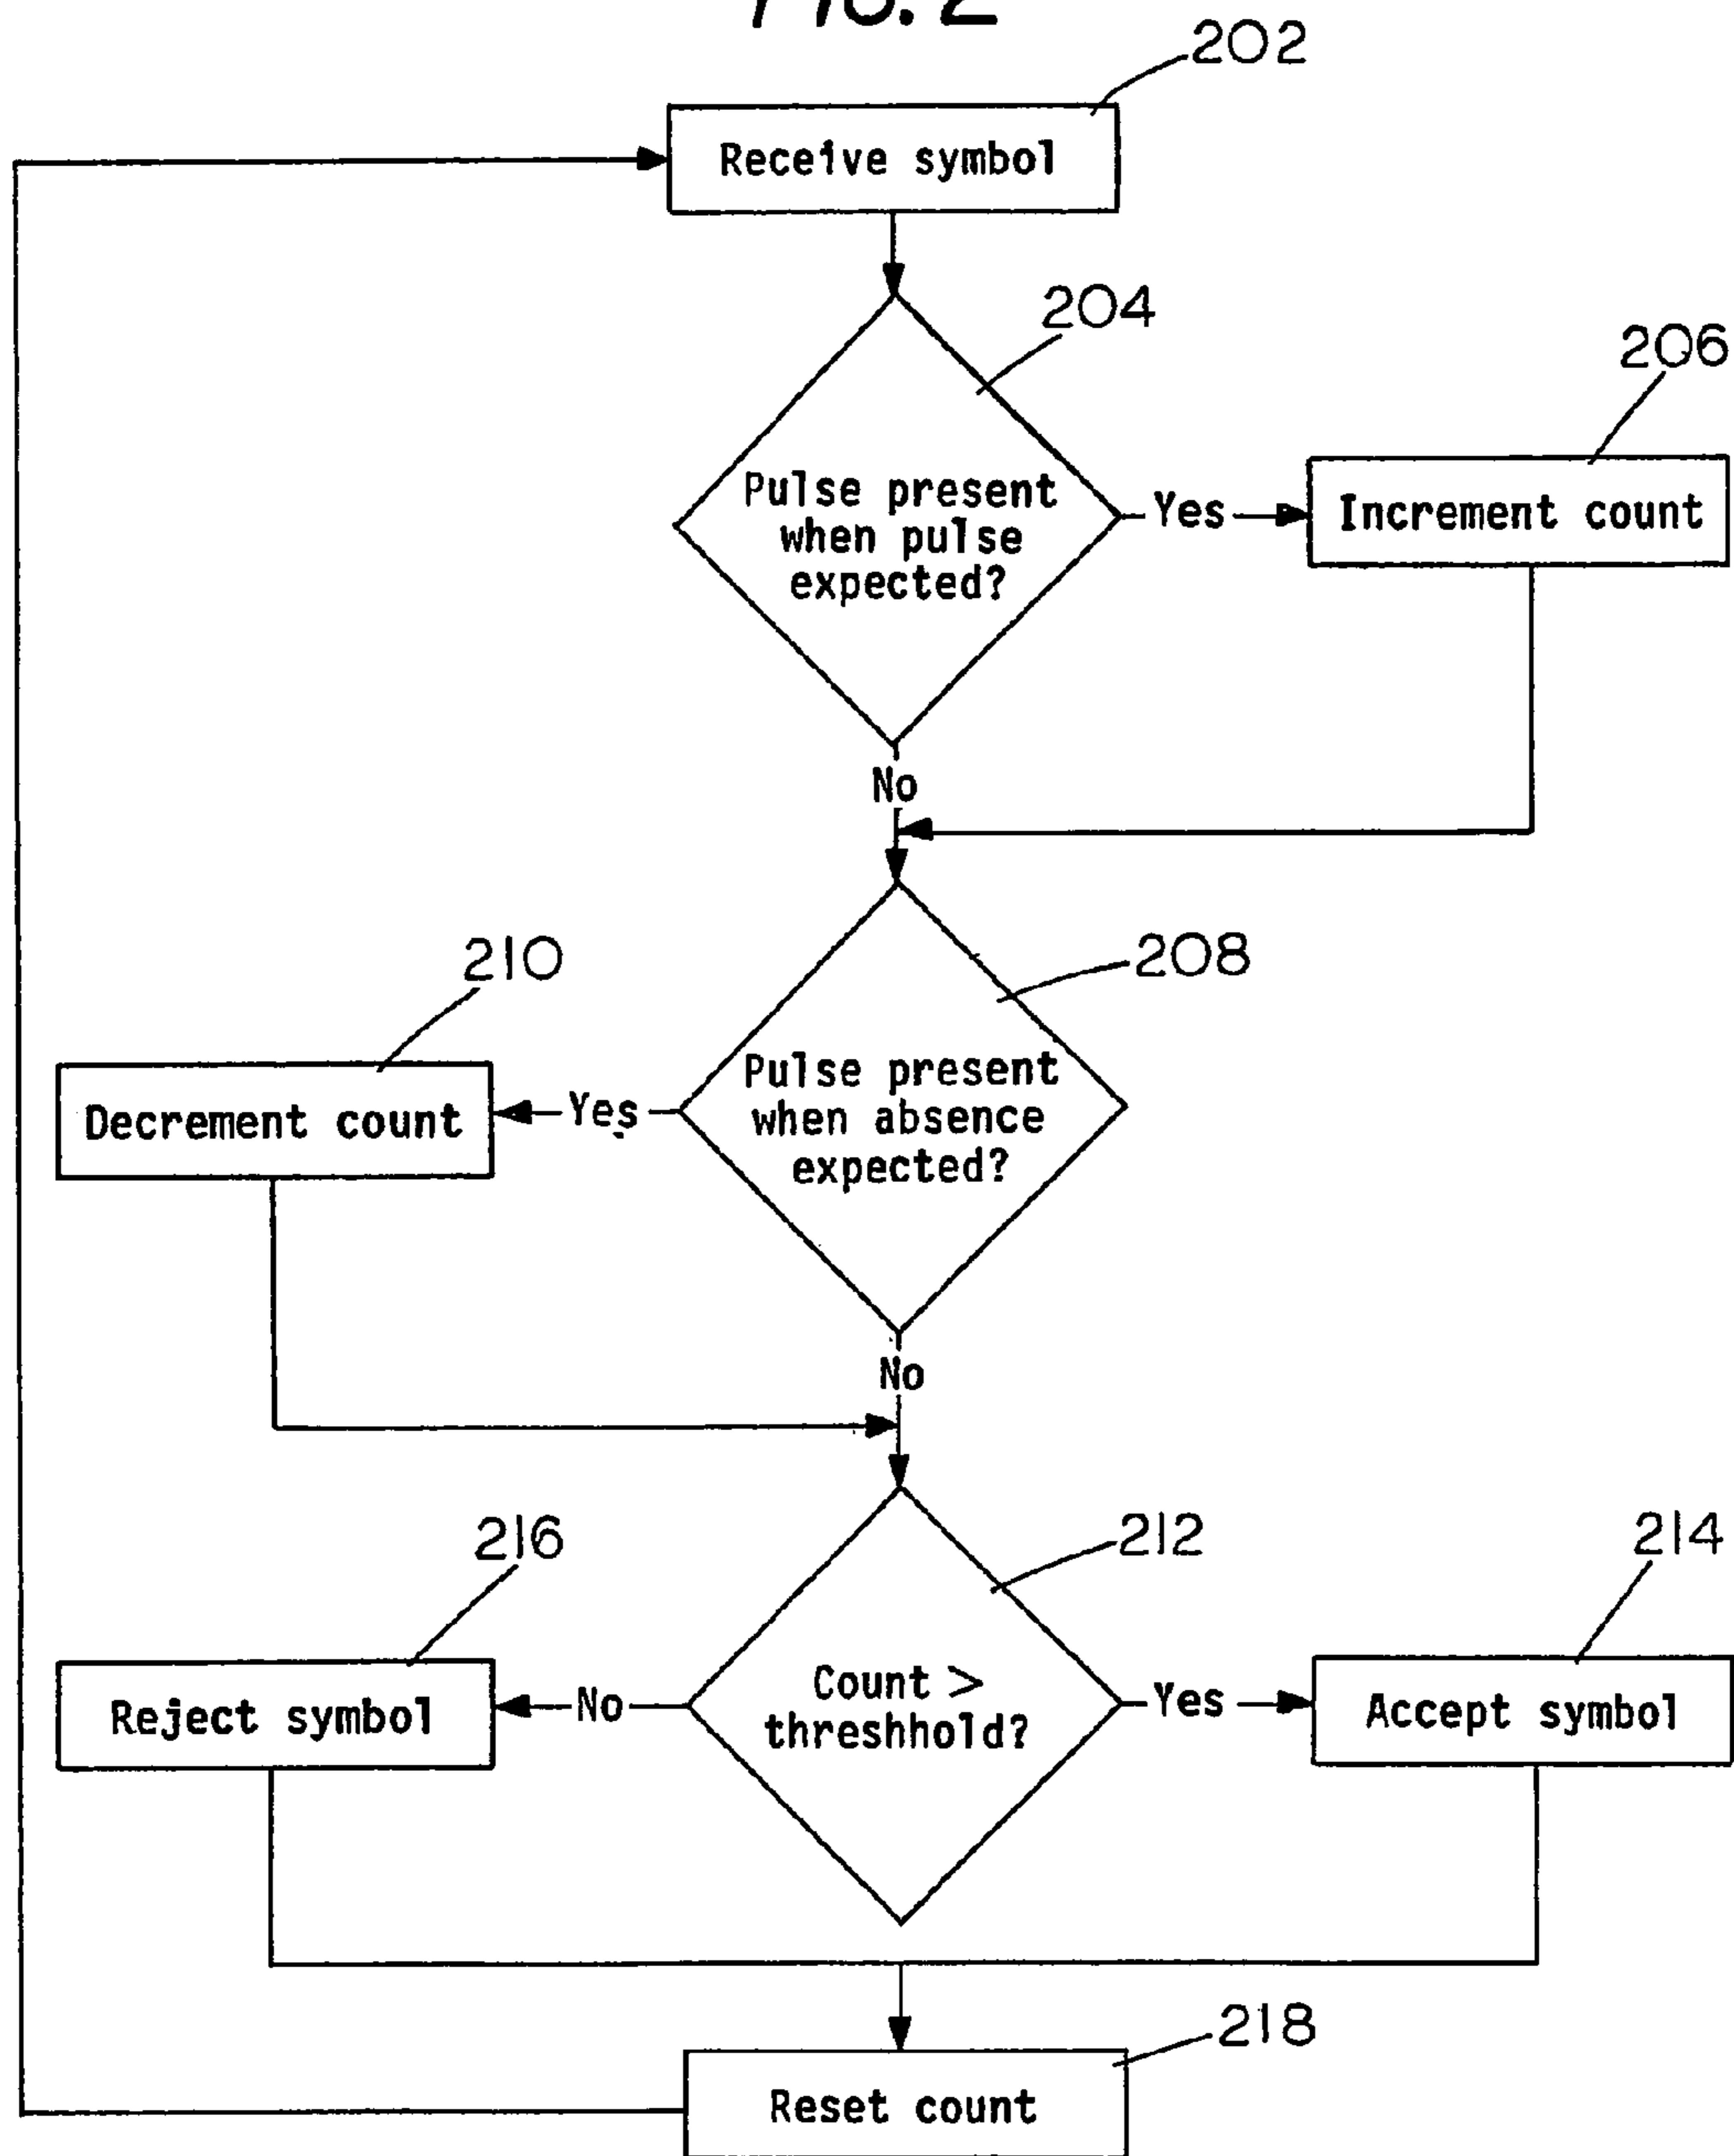 FIG. 2
202
Receive symbol
204
206
Pulse present
when pulse
expected?
Yes
Increment count
No
210
208
Pulse present
when absence
expected?
Yes
Decrement count
No
216
212
214
Count >
threshhold?
No
Reject symbol
Yes
Accept symbol
218
Reset count